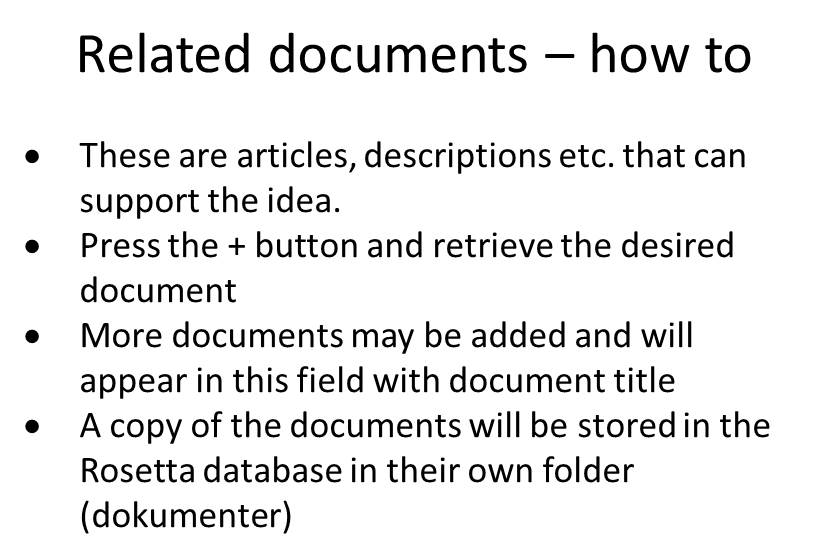 Related documents – how to
• These are articles, descriptions etc. that can
support the idea.
• Press the + button and retrieve the desired
document
• More documents may be added and will
appear in this field with document title
• A copy of the documents will be stored in the
Rosetta database in their own folder
(dokumenter)